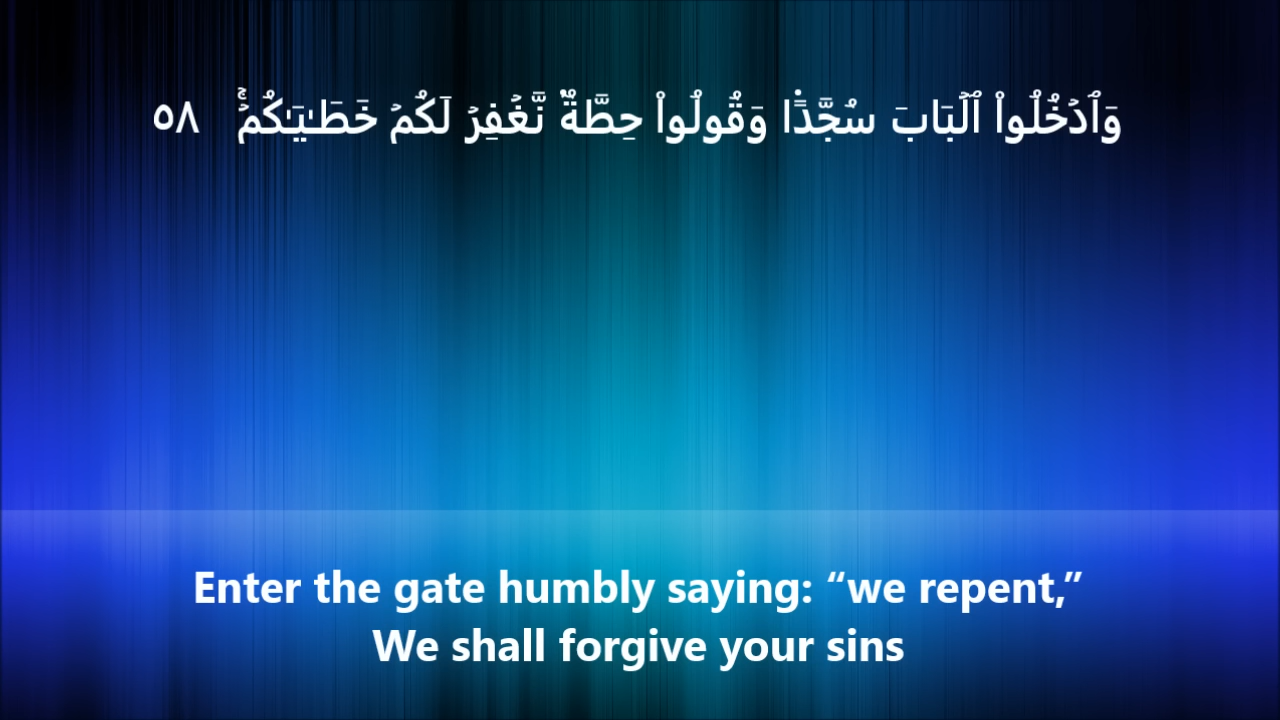 وَٱدۡخُلُواْ ٱلۡبَابَ سُجَّدٗا وَقُولُواْ حِطَّةٞ نَّغۡفِرۡ لَكُمۡ خَطَٰيَٰكُمۡۚ ٥٨
Enter the gate humbly saying: “we repent,”
We shall forgive your sins